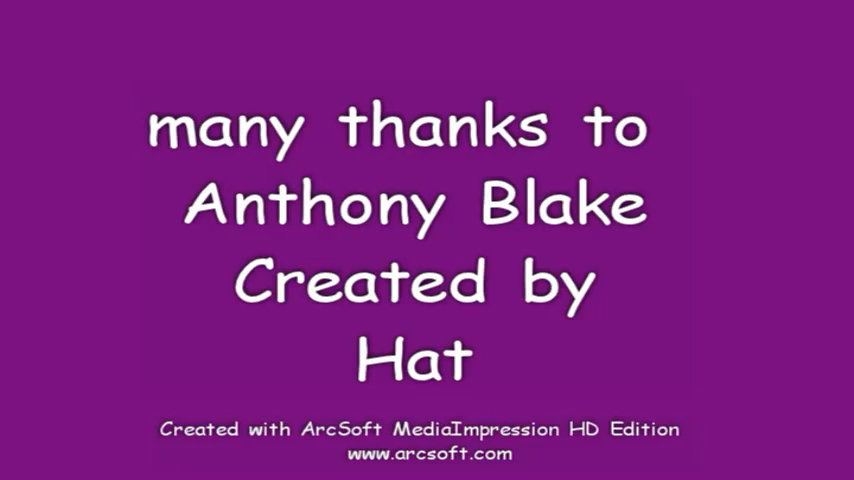 many thanks to
Anthony Blake
Created by
Hat
Created with ArcSoft MediaImpression HD Edition
www.arcsoft.com